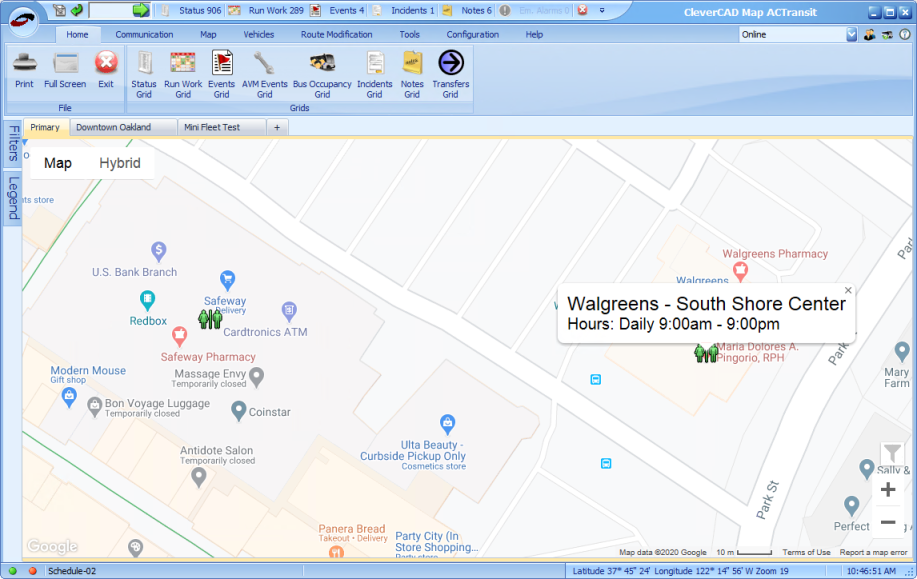 Status 906 Run Work 289 Events 4 Incidents 1 Notes 6 Em. Alarms 0
CleverCAD Map ACTransit
Home Communication Map Vehicles Route Modification Tools Configuration Help
Online
Print Full Screen Exit
Status Grid
Run Work Grid
Events Grid
AVM Events Grid
Bus Occupancy Grid
Incidents Grid
Notes Grid
Transfers Grid
File Grids
Primary Downtown Oakland Mini Fleet Test +
Filters
Legend
Map Hybrid
nts store
U.S. Bank Branch
Safeway
Delivery
Redbox
Cardtronics ATM
Safeway Pharmacy
Modern Mouse
Gift shop
Massage Envy
Temporarily closed
Bon Voyage Luggage
Temporarily closed
Coinstar
Antidote Salon
Temporarily closed
Ulta Beauty -
Curbside Pickup Only
Cosmetics store
Panera Bread
Takeout • Delivery
Party City (In
Store Shopping...
Party store
Walgreens Pharmacy
Walgreens
Walgreens - South Shore Center
Hours: Daily 9:00am - 9:00pm
Maria Dolores A.
Pingorio, RPH
Park
Park St
Mary
Farm
Sally &
Perfect
Google
Map data ©2020 Google 10 m Terms of Use Report a map error
Schedule-02
Latitude 37° 45" 24' Longitude 122° 14" 56' W Zoom 19
10:46:51 AM